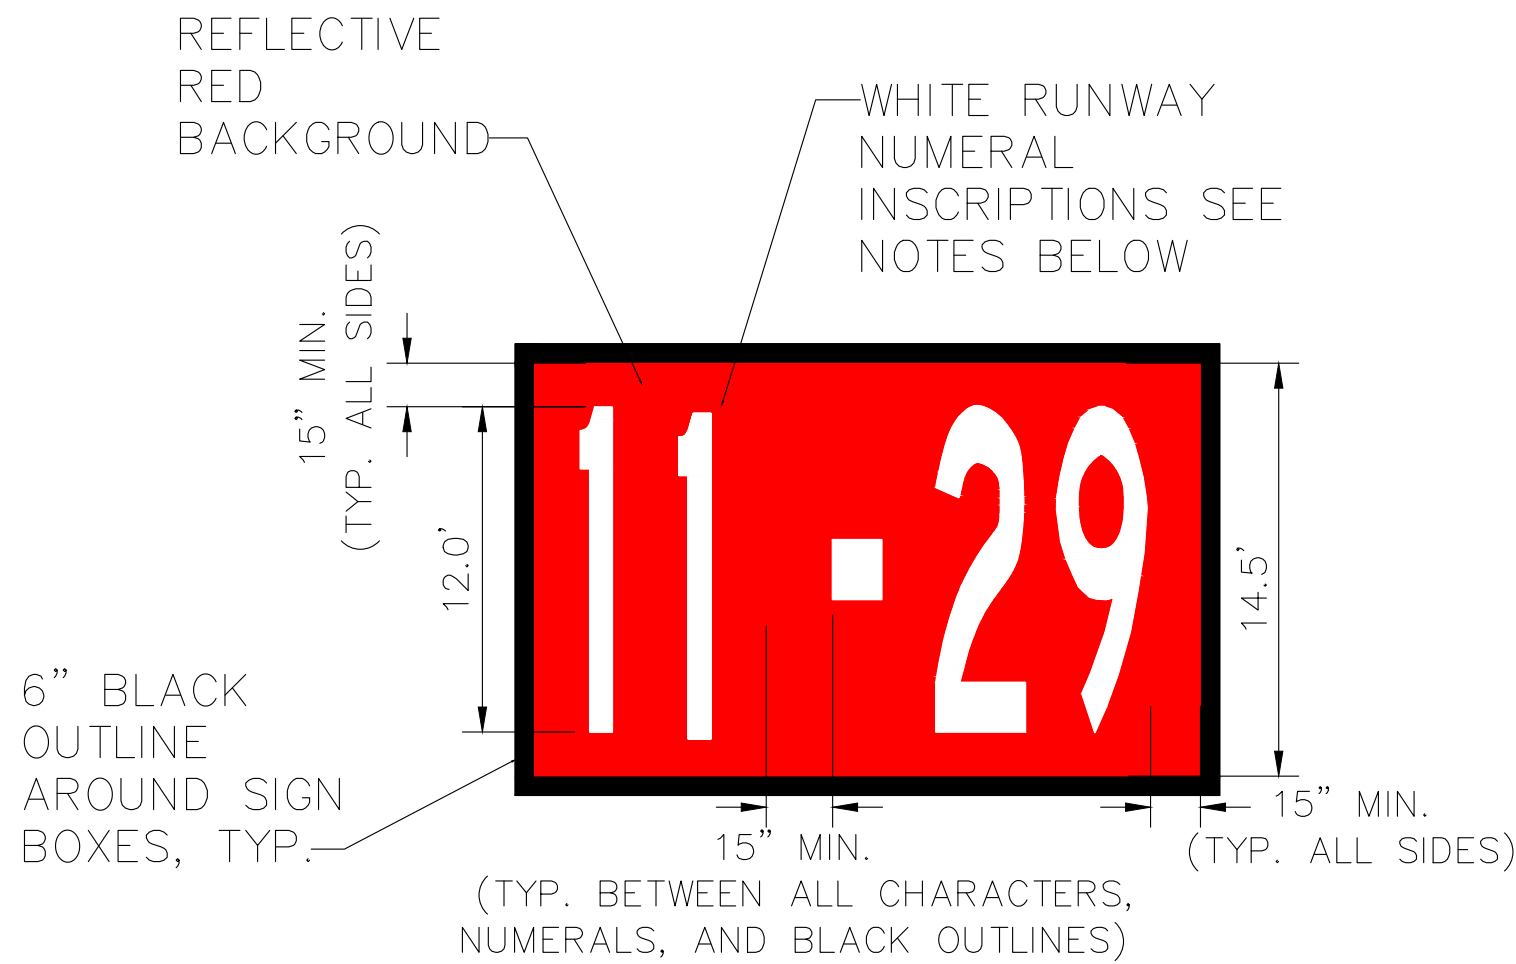 REFLECTIVE
RED
BACKGROUND
WHITE RUNWAY
NUMERAL
INSCRIPTIONS SEE
NOTES BELOW
15” MIN.
(TYP. ALL SIDES)
12.0’
11-29
14.5’
6” BLACK
OUTLINE
AROUND SIGN
BOXES, TYP.
15” MIN.
(TYP. BETWEEN ALL CHARACTERS,
NUMERALS, AND BLACK OUTLINES)
15” MIN.
(TYP. ALL SIDES)